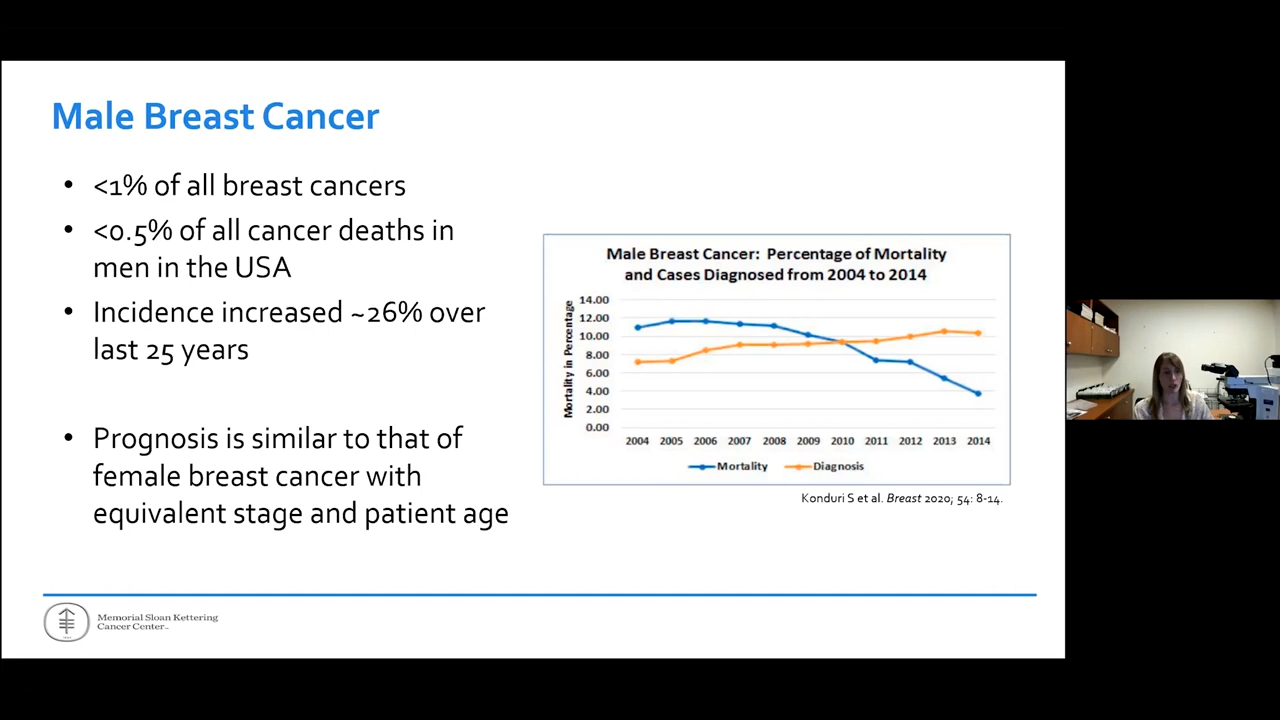 Male Breast Cancer
• <1% of all breast cancers
• <0.5% of all cancer deaths in
men in the USA
• Incidence increased ~26% over
last 25 years
• Prognosis is similar to that of
female breast cancer with
equivalent stage and patient age
Male Breast Cancer: Percentage of Mortality
and Cases Diagnosed from 2004 to 2014
Mortality in Percentage
14.00
12.00
10.00
8.00
6.00
4.00
2.00
0.00
2004 2005 2006 2007 2008 2009 2010 2011 2012 2013 2014
Mortality Diagnosis
Konduri S et al. Breast 2020; 54: 8-14.
Memorial Sloan Kettering
Cancer Center